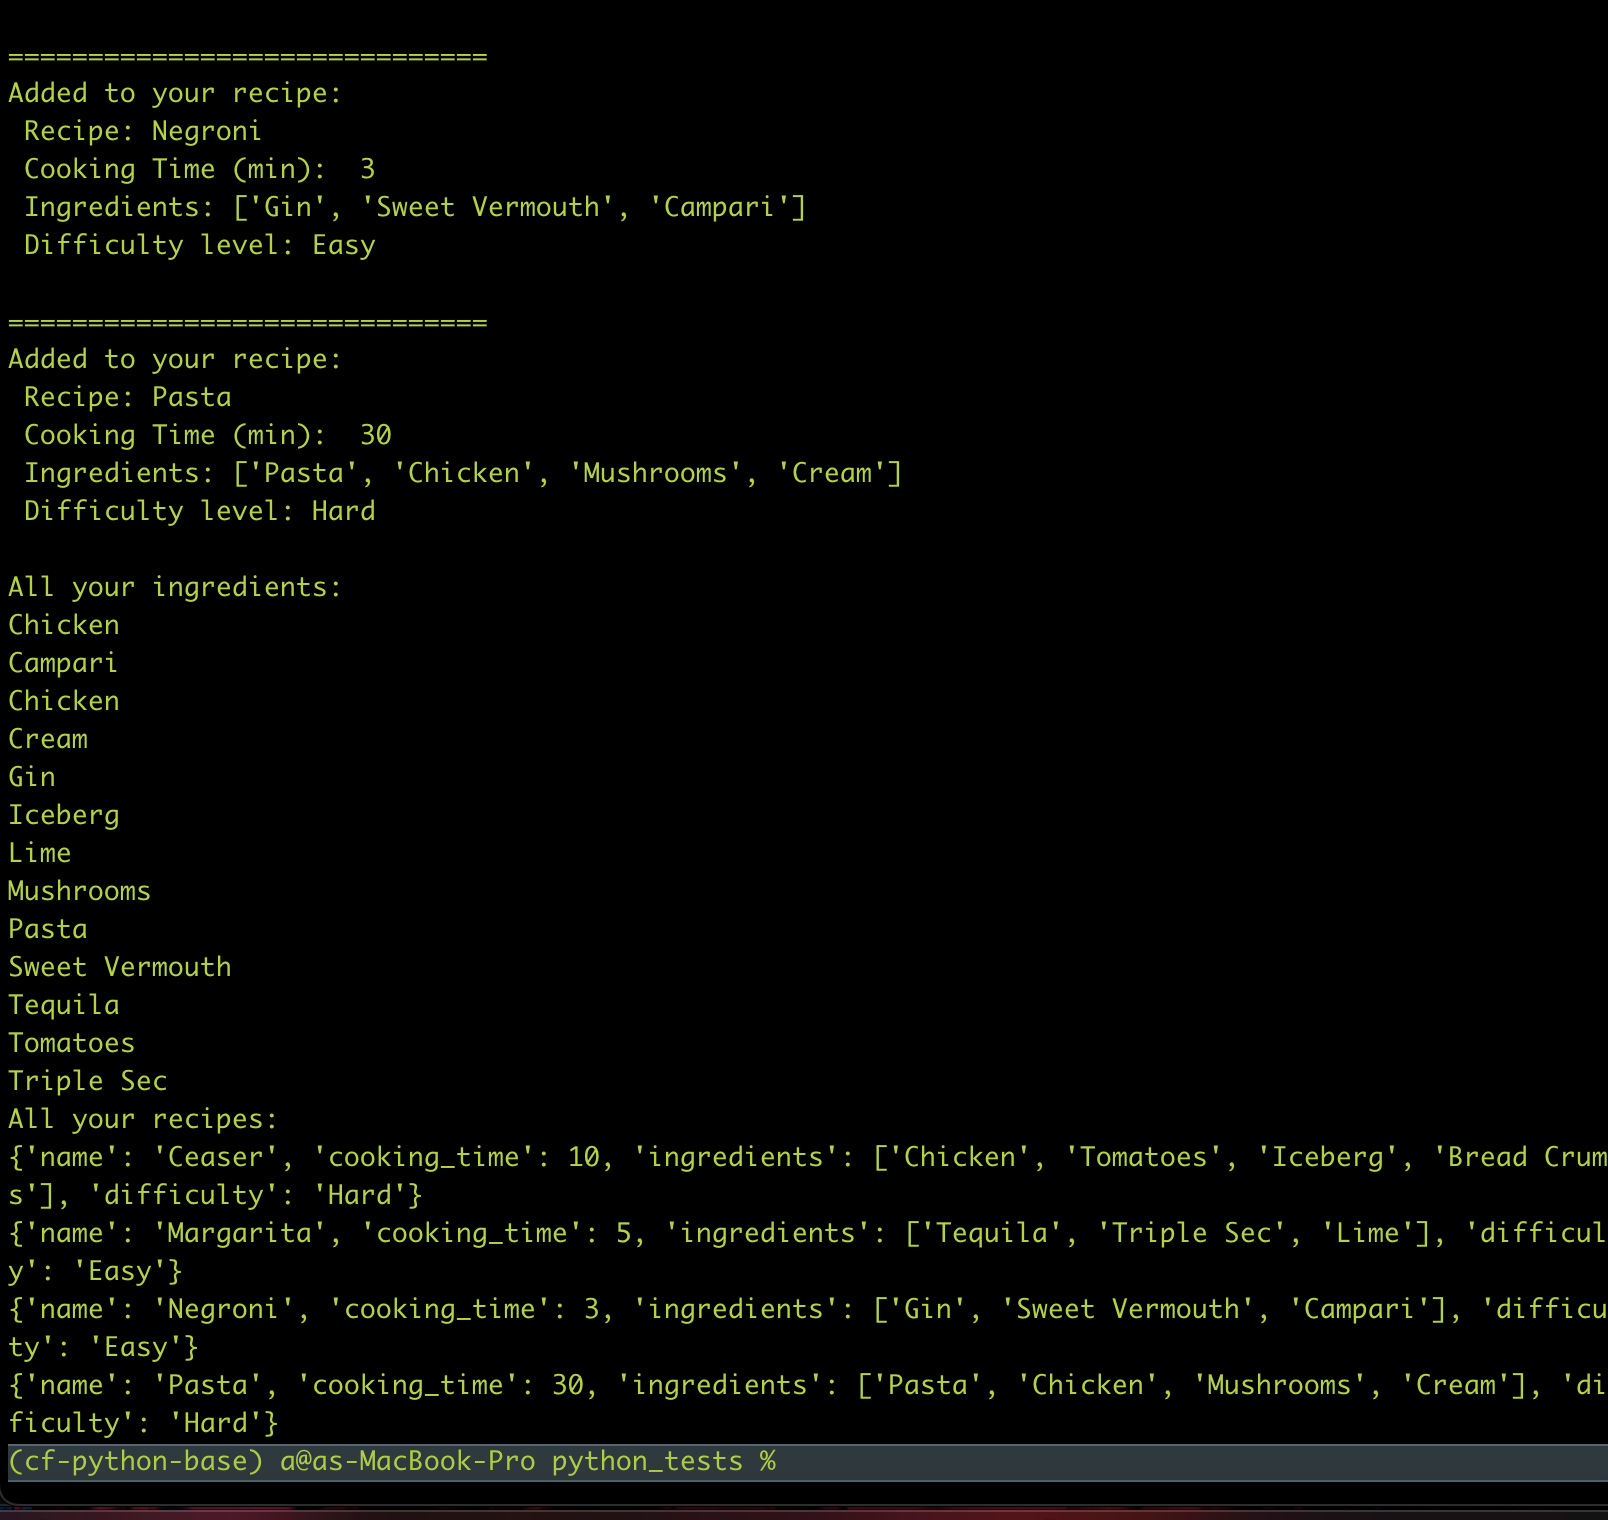 ==============================
Added to your recipe:
 Recipe: Negroni
 Cooking Time (min):  3
 Ingredients: ['Gin', 'Sweet Vermouth', 'Campari']
 Difficulty level: Easy

==============================
Added to your recipe:
 Recipe: Pasta
 Cooking Time (min):  30
 Ingredients: ['Pasta', 'Chicken', 'Mushrooms', 'Cream']
 Difficulty level: Hard

All your ingredients:
Chicken
Campari
Chicken
Cream
Gin
Iceberg
Lime
Mushrooms
Pasta
Sweet Vermouth
Tequila
Tomatoes
Triple Sec
All your recipes:
{'name': 'Ceaser', 'cooking_time': 10, 'ingredients': ['Chicken', 'Tomatoes', 'Iceberg', 'Bread Crum
s'], 'difficulty': 'Hard'}
{'name': 'Margarita', 'cooking_time': 5, 'ingredients': ['Tequila', 'Triple Sec', 'Lime'], 'difficul
y': 'Easy'}
{'name': 'Negroni', 'cooking_time': 3, 'ingredients': ['Gin', 'Sweet Vermouth', 'Campari'], 'difficu
ty': 'Easy'}
{'name': 'Pasta', 'cooking_time': 30, 'ingredients': ['Pasta', 'Chicken', 'Mushrooms', 'Cream'], 'di
ficulty': 'Hard'}
(cf-python-base) a@as-MacBook-Pro python_tests %